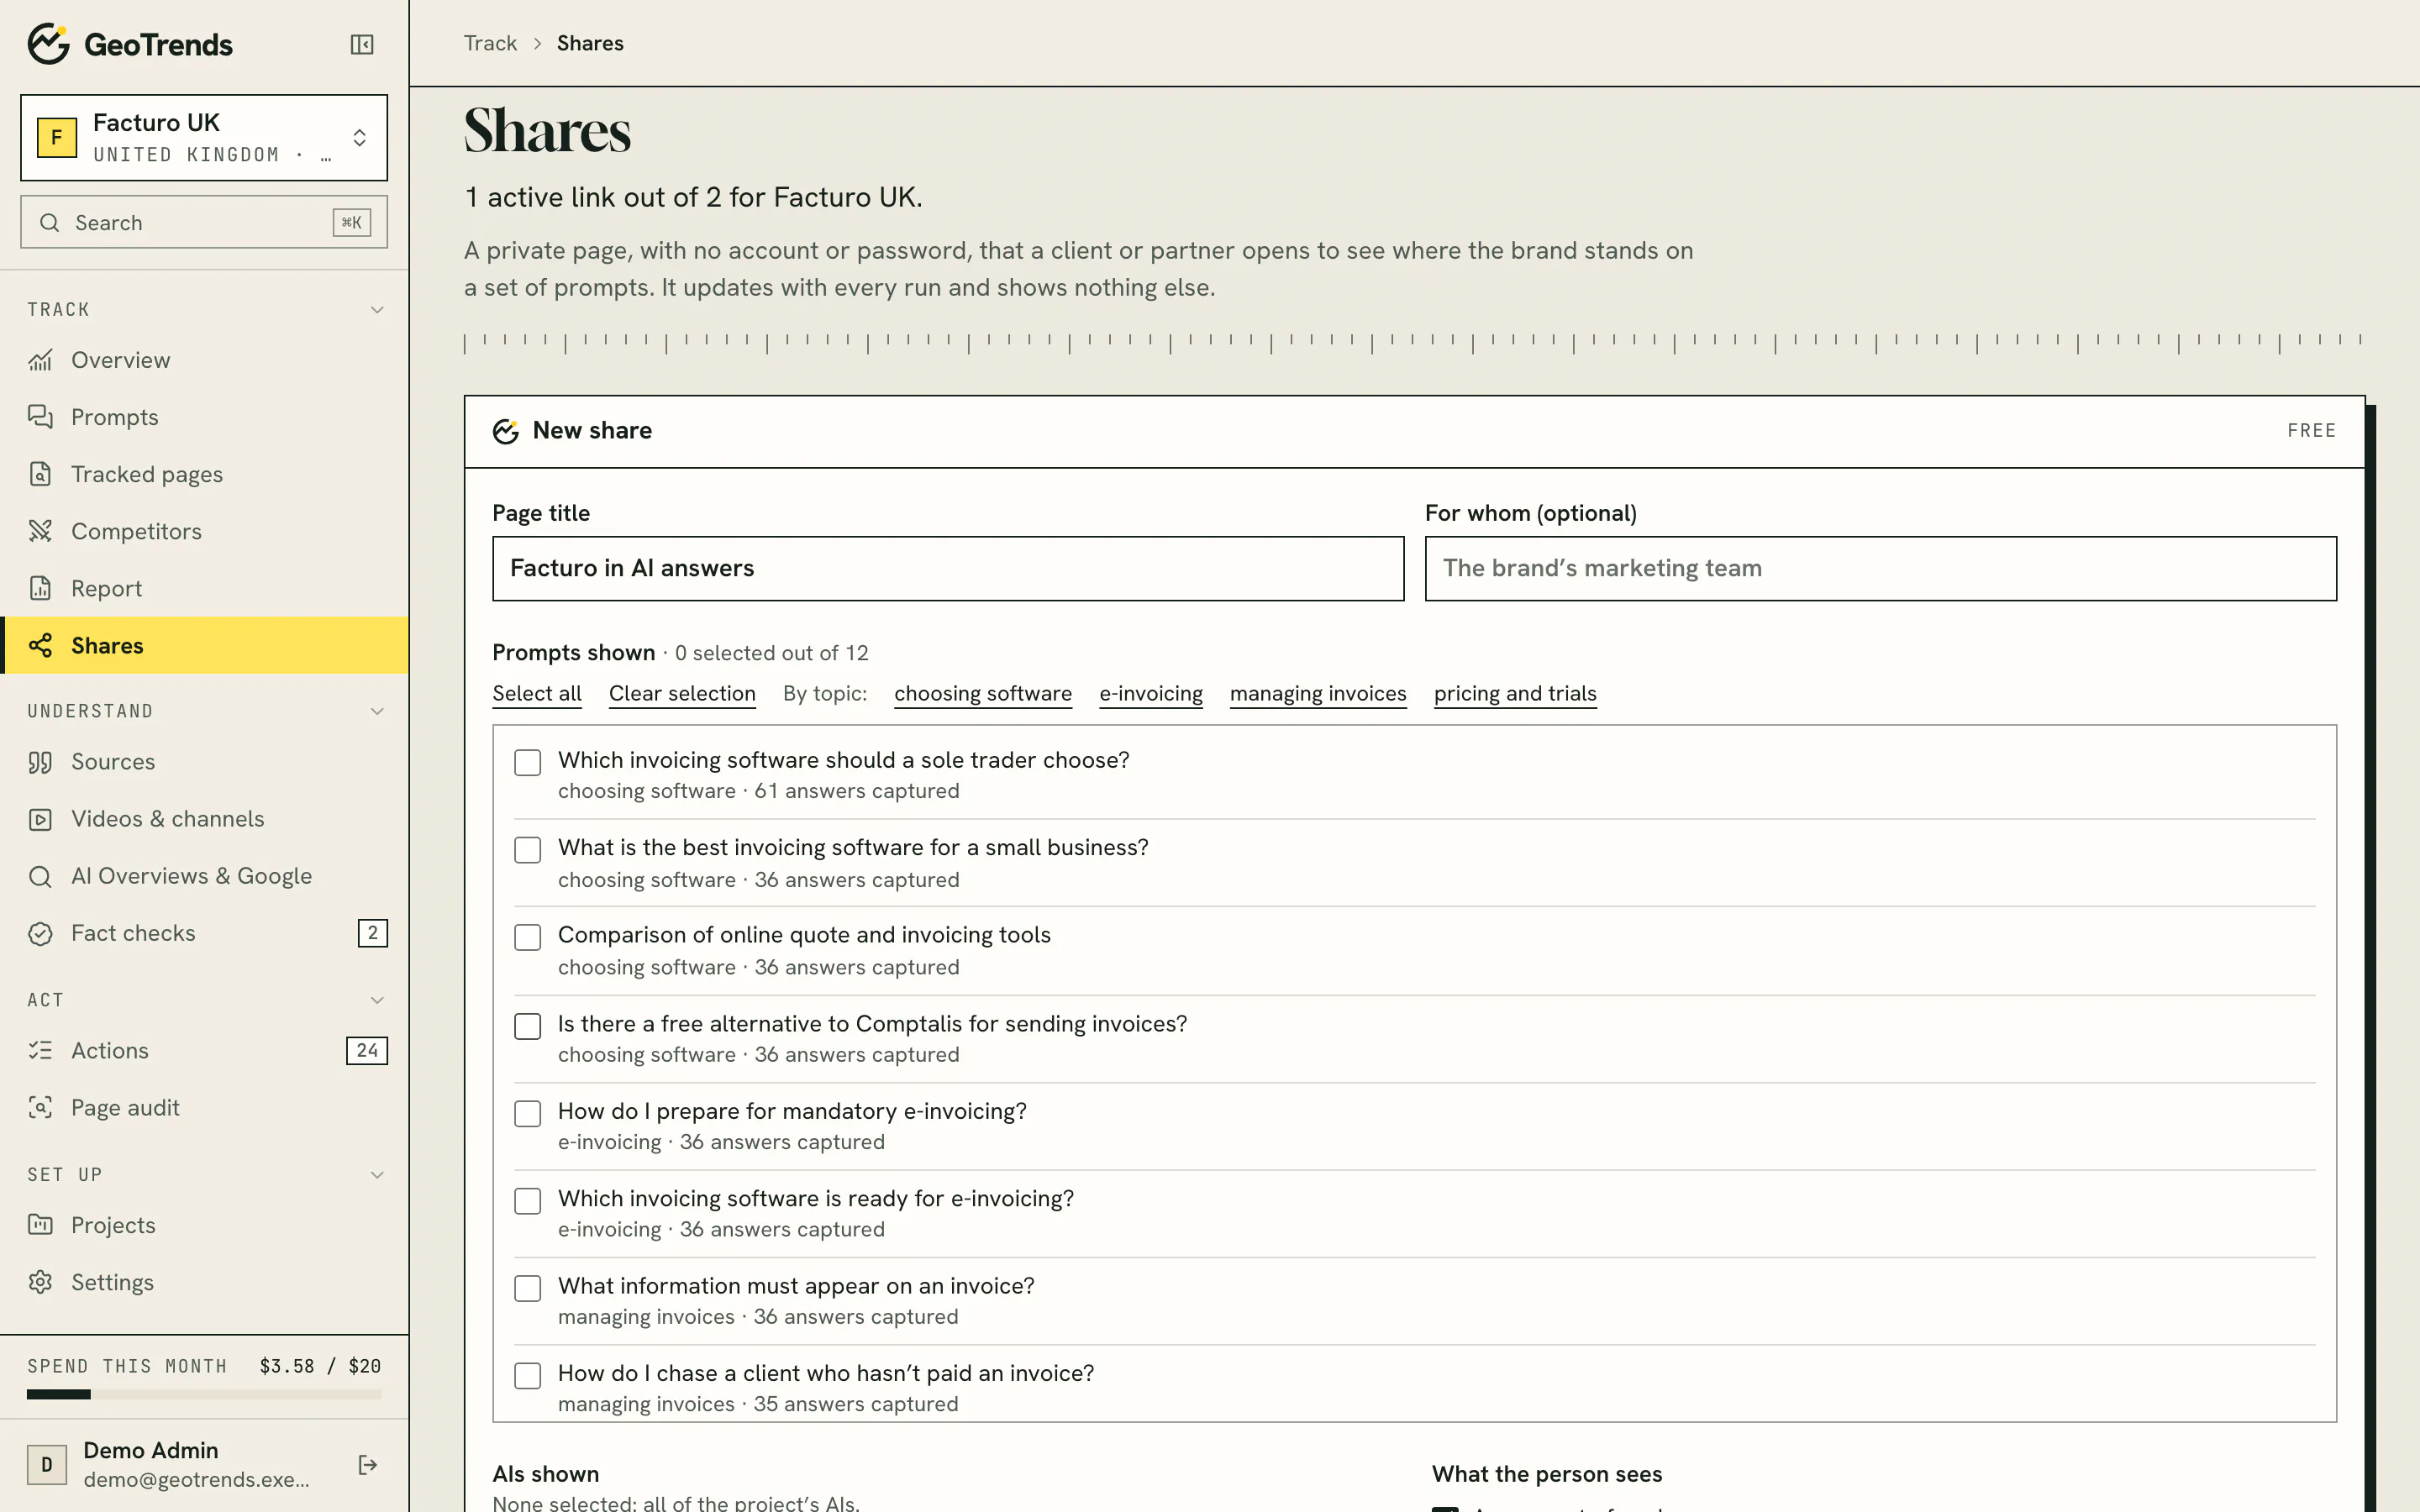 GeoTrends
F
Facturo UK
UNITED KINGDOM · …
Search
⌘K
TRACK
Overview
Prompts
Tracked pages
Competitors
Report
Shares
UNDERSTAND
Sources
Videos & channels
AI Overviews & Google
Fact checks
2
ACT
Actions
24
Page audit
SET UP
Projects
Settings
SPEND THIS MONTH $3.58 / $20
D
Demo Admin
demo@geotrends.exe...
Track > Shares
Shares
1 active link out of 2 for Facturo UK.
A private page, with no account or password, that a client or partner opens to see where the brand stands on
a set of prompts. It updates with every run and shows nothing else.
New share
FREE
Page title
Facturo in AI answers
For whom (optional)
The brand’s marketing team
Prompts shown · 0 selected out of 12
Select all Clear selection By topic: choosing software e-invoicing managing invoices pricing and trials
Which invoicing software should a sole trader choose?
choosing software · 61 answers captured
What is the best invoicing software for a small business?
choosing software · 36 answers captured
Comparison of online quote and invoicing tools
choosing software · 36 answers captured
Is there a free alternative to Comptalis for sending invoices?
choosing software · 36 answers captured
How do I prepare for mandatory e-invoicing?
e-invoicing · 36 answers captured
Which invoicing software is ready for e-invoicing?
e-invoicing · 36 answers captured
What information must appear on an invoice?
managing invoices · 36 answers captured
How do I chase a client who hasn’t paid an invoice?
managing invoices · 35 answers captured
AIs shown
None selected: all of the project’s AIs.
What the person sees